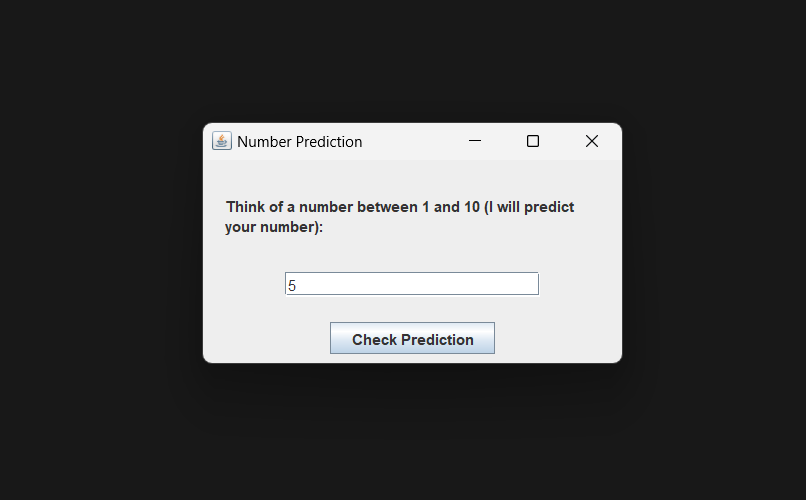 Number Prediction
Think of a number between 1 and 10 (I will predict
your number):
5
Check Prediction